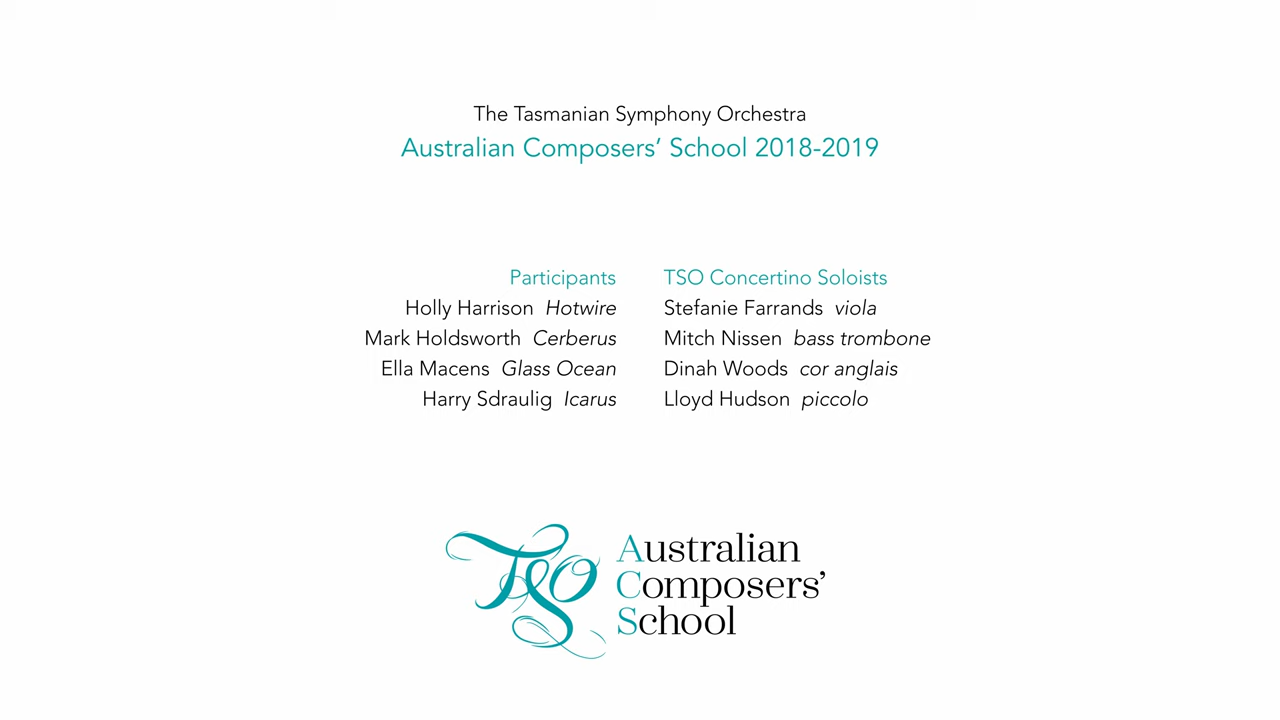 The Tasmanian Symphony Orchestra
Australian Composers‘ School 2018-2019
Participants
Holly Harrison Hotwire
Mark Holdsworth Cerberus
Ella Macens Glass Ocean
Harry Sdraulig Icarus
TSO Concertino Soloists
Stefanie Farrands viola
Mitch Nissen bass trombone
Dinah Woods cor anglais
Lloyd Hudson piccolo
TSO
Australian
Composers’
School